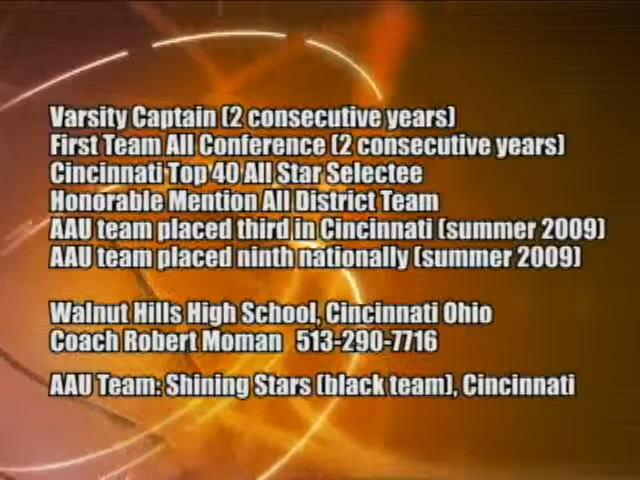 Varsity Captain (2 consecutive years)
First Team All Conference (2 consecutive years)
Cincinnati Top 40 All Star Selectee
Honorable Mention All District Team
AAU team placed third in Cincinnati (summer 2009)
AAU team placed ninth nationally (summer 2009)
Walnut Hills High School, Cincinnati Ohio
Coach Robert Moman 513-290-7716
AAU Team: Shining Stars (black team), Cincinnati